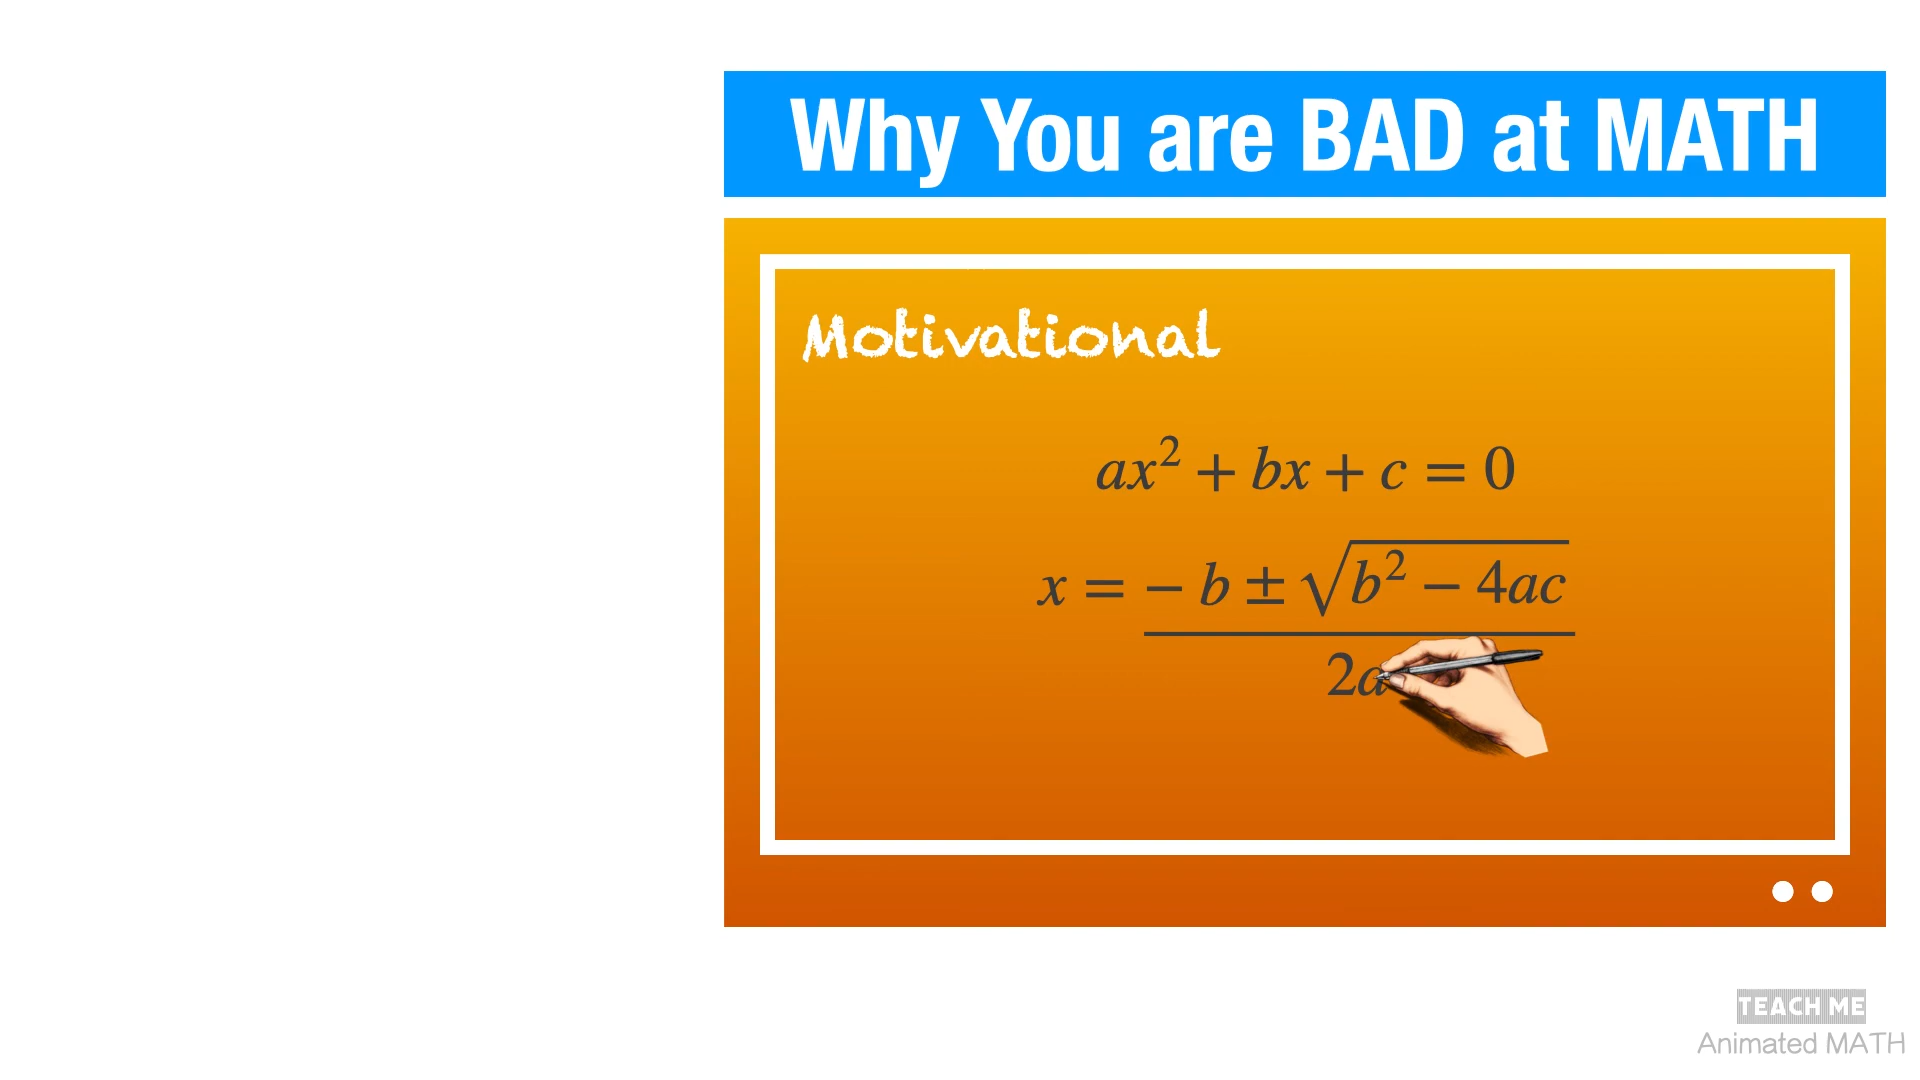 Why You are BAD at MATH
Motivational
ax² + bx + c = 0
x = − b ± √b² − 4ac
2a
TEACH ME
Animated MATH